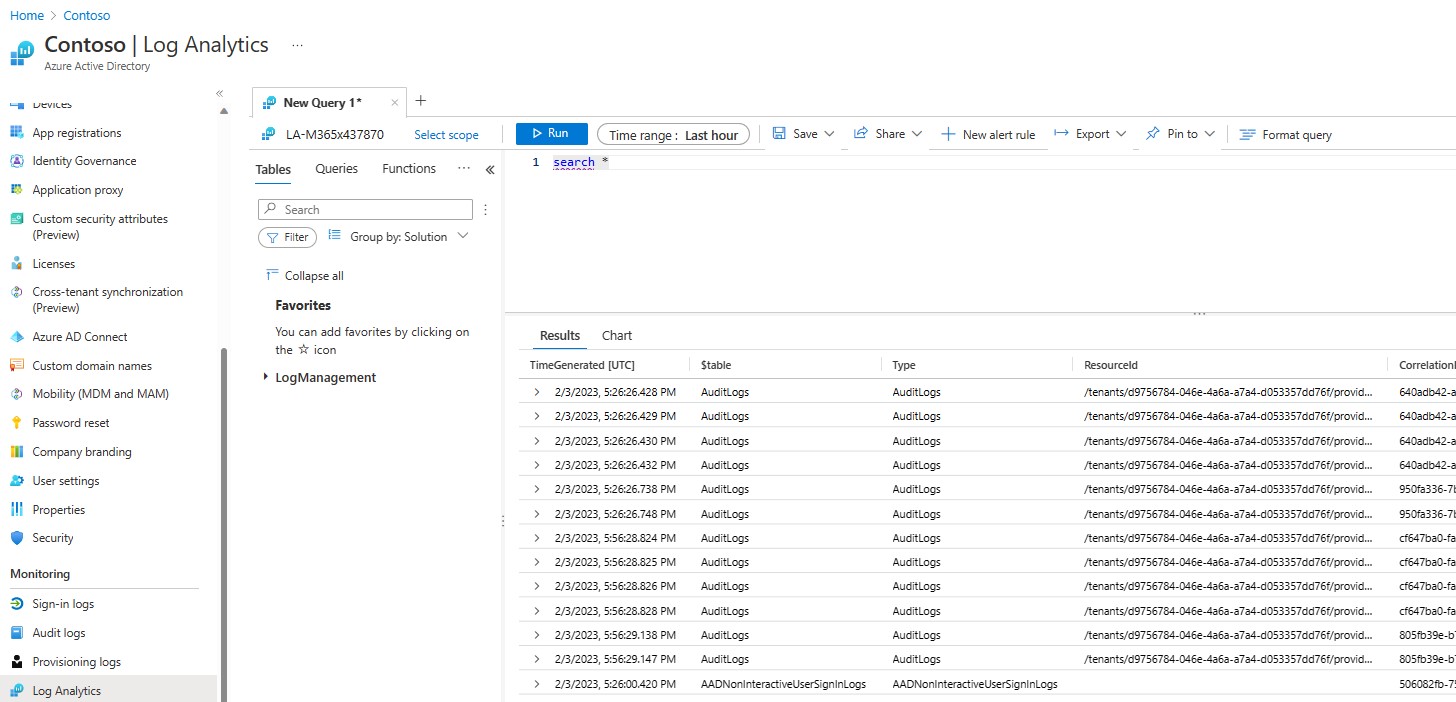 Home > Contoso
Contoso | Log Analytics ...
Azure Active Directory
«
Devices
App registrations
Identity Governance
Application proxy
Custom security attributes
(Preview)
Licenses
Cross-tenant synchronization
(Preview)
Azure AD Connect
Custom domain names
Mobility (MDM and MAM)
Password reset
Company branding
User settings
Properties
Security
Monitoring
Sign-in logs
Audit logs
Provisioning logs
Log Analytics
New Query 1* × +
LA-M365x437870 Select scope Run Time range : Last hour Save Share New alert rule Export Pin to Format query
Tables Queries Functions ... «
Search
Filter Group by: Solution
Collapse all
Favorites
You can add favorites by clicking on
the ☆ icon
LogManagement
1 search *
Results Chart
TimeGenerated [UTC] $table Type ResourceId CorrelationI
2/3/2023, 5:26:26.428 PM AuditLogs AuditLogs /tenants/d9756784-046e-4a6a-a7a4-d053357dd76f/provid... 640adb42-a
2/3/2023, 5:26:26.429 PM AuditLogs AuditLogs /tenants/d9756784-046e-4a6a-a7a4-d053357dd76f/provid... 640adb42-a
2/3/2023, 5:26:26.430 PM AuditLogs AuditLogs /tenants/d9756784-046e-4a6a-a7a4-d053357dd76f/provid... 640adb42-a
2/3/2023, 5:26:26.432 PM AuditLogs AuditLogs /tenants/d9756784-046e-4a6a-a7a4-d053357dd76f/provid... 640adb42-a
2/3/2023, 5:26:26.738 PM AuditLogs AuditLogs /tenants/d9756784-046e-4a6a-a7a4-d053357dd76f/provid... 950fa336-7b
2/3/2023, 5:26:26.748 PM AuditLogs AuditLogs /tenants/d9756784-046e-4a6a-a7a4-d053357dd76f/provid... 950fa336-7b
2/3/2023, 5:56:28.824 PM AuditLogs AuditLogs /tenants/d9756784-046e-4a6a-a7a4-d053357dd76f/provid... cf647ba0-fa
2/3/2023, 5:56:28.825 PM AuditLogs AuditLogs /tenants/d9756784-046e-4a6a-a7a4-d053357dd76f/provid... cf647ba0-fa
2/3/2023, 5:56:28.826 PM AuditLogs AuditLogs /tenants/d9756784-046e-4a6a-a7a4-d053357dd76f/provid... cf647ba0-fa
2/3/2023, 5:56:28.828 PM AuditLogs AuditLogs /tenants/d9756784-046e-4a6a-a7a4-d053357dd76f/provid... cf647ba0-fa
2/3/2023, 5:56:29.138 PM AuditLogs AuditLogs /tenants/d9756784-046e-4a6a-a7a4-d053357dd76f/provid... 805fb39e-b7
2/3/2023, 5:56:29.147 PM AuditLogs AuditLogs /tenants/d9756784-046e-4a6a-a7a4-d053357dd76f/provid... 805fb39e-b7
2/3/2023, 5:26:00.420 PM AADNonInteractiveUserSignInLogs AADNonInteractiveUserSignInLogs 506082fb-75